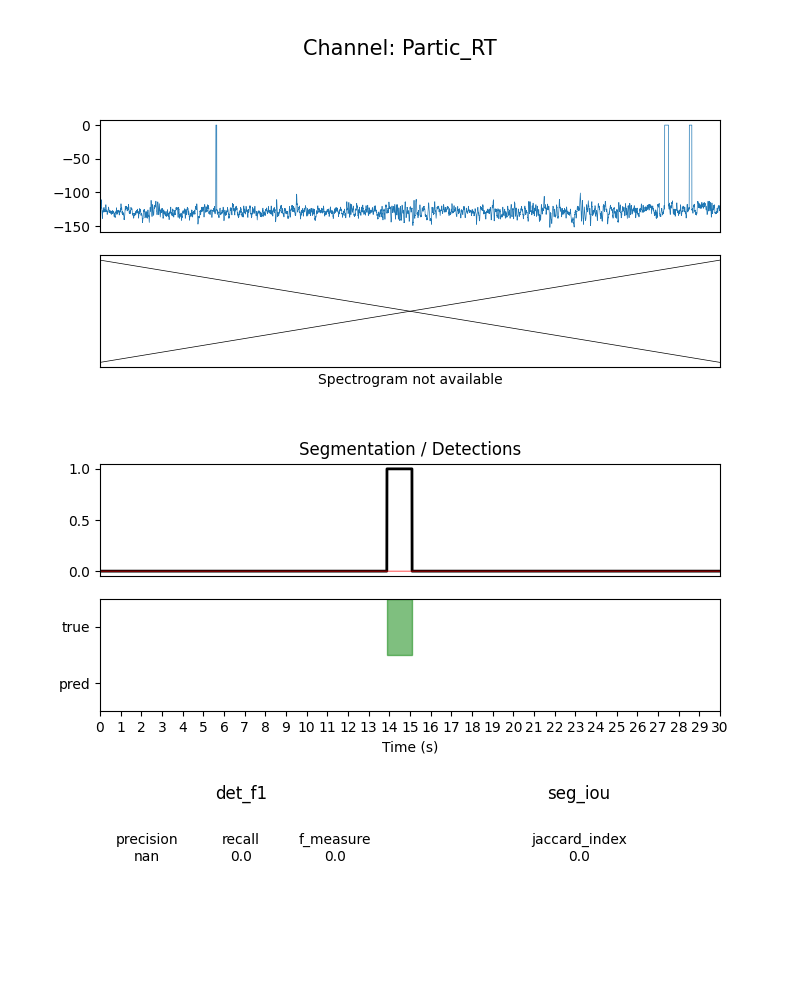 Channel: Partic_RT
0
−50
−100
−150
Spectrogram not available
Segmentation / Detections
1.0
0.5
0.0
true
pred
0 1 2 3 4 5 6 7 8 9 10 11 12 13 14 15 16 17 18 19 20 21 22 23 24 25 26 27 28 29 30
Time (s)
det_f1 seg_iou
precision recall f_measure jaccard_index
nan 0.0 0.0 0.0